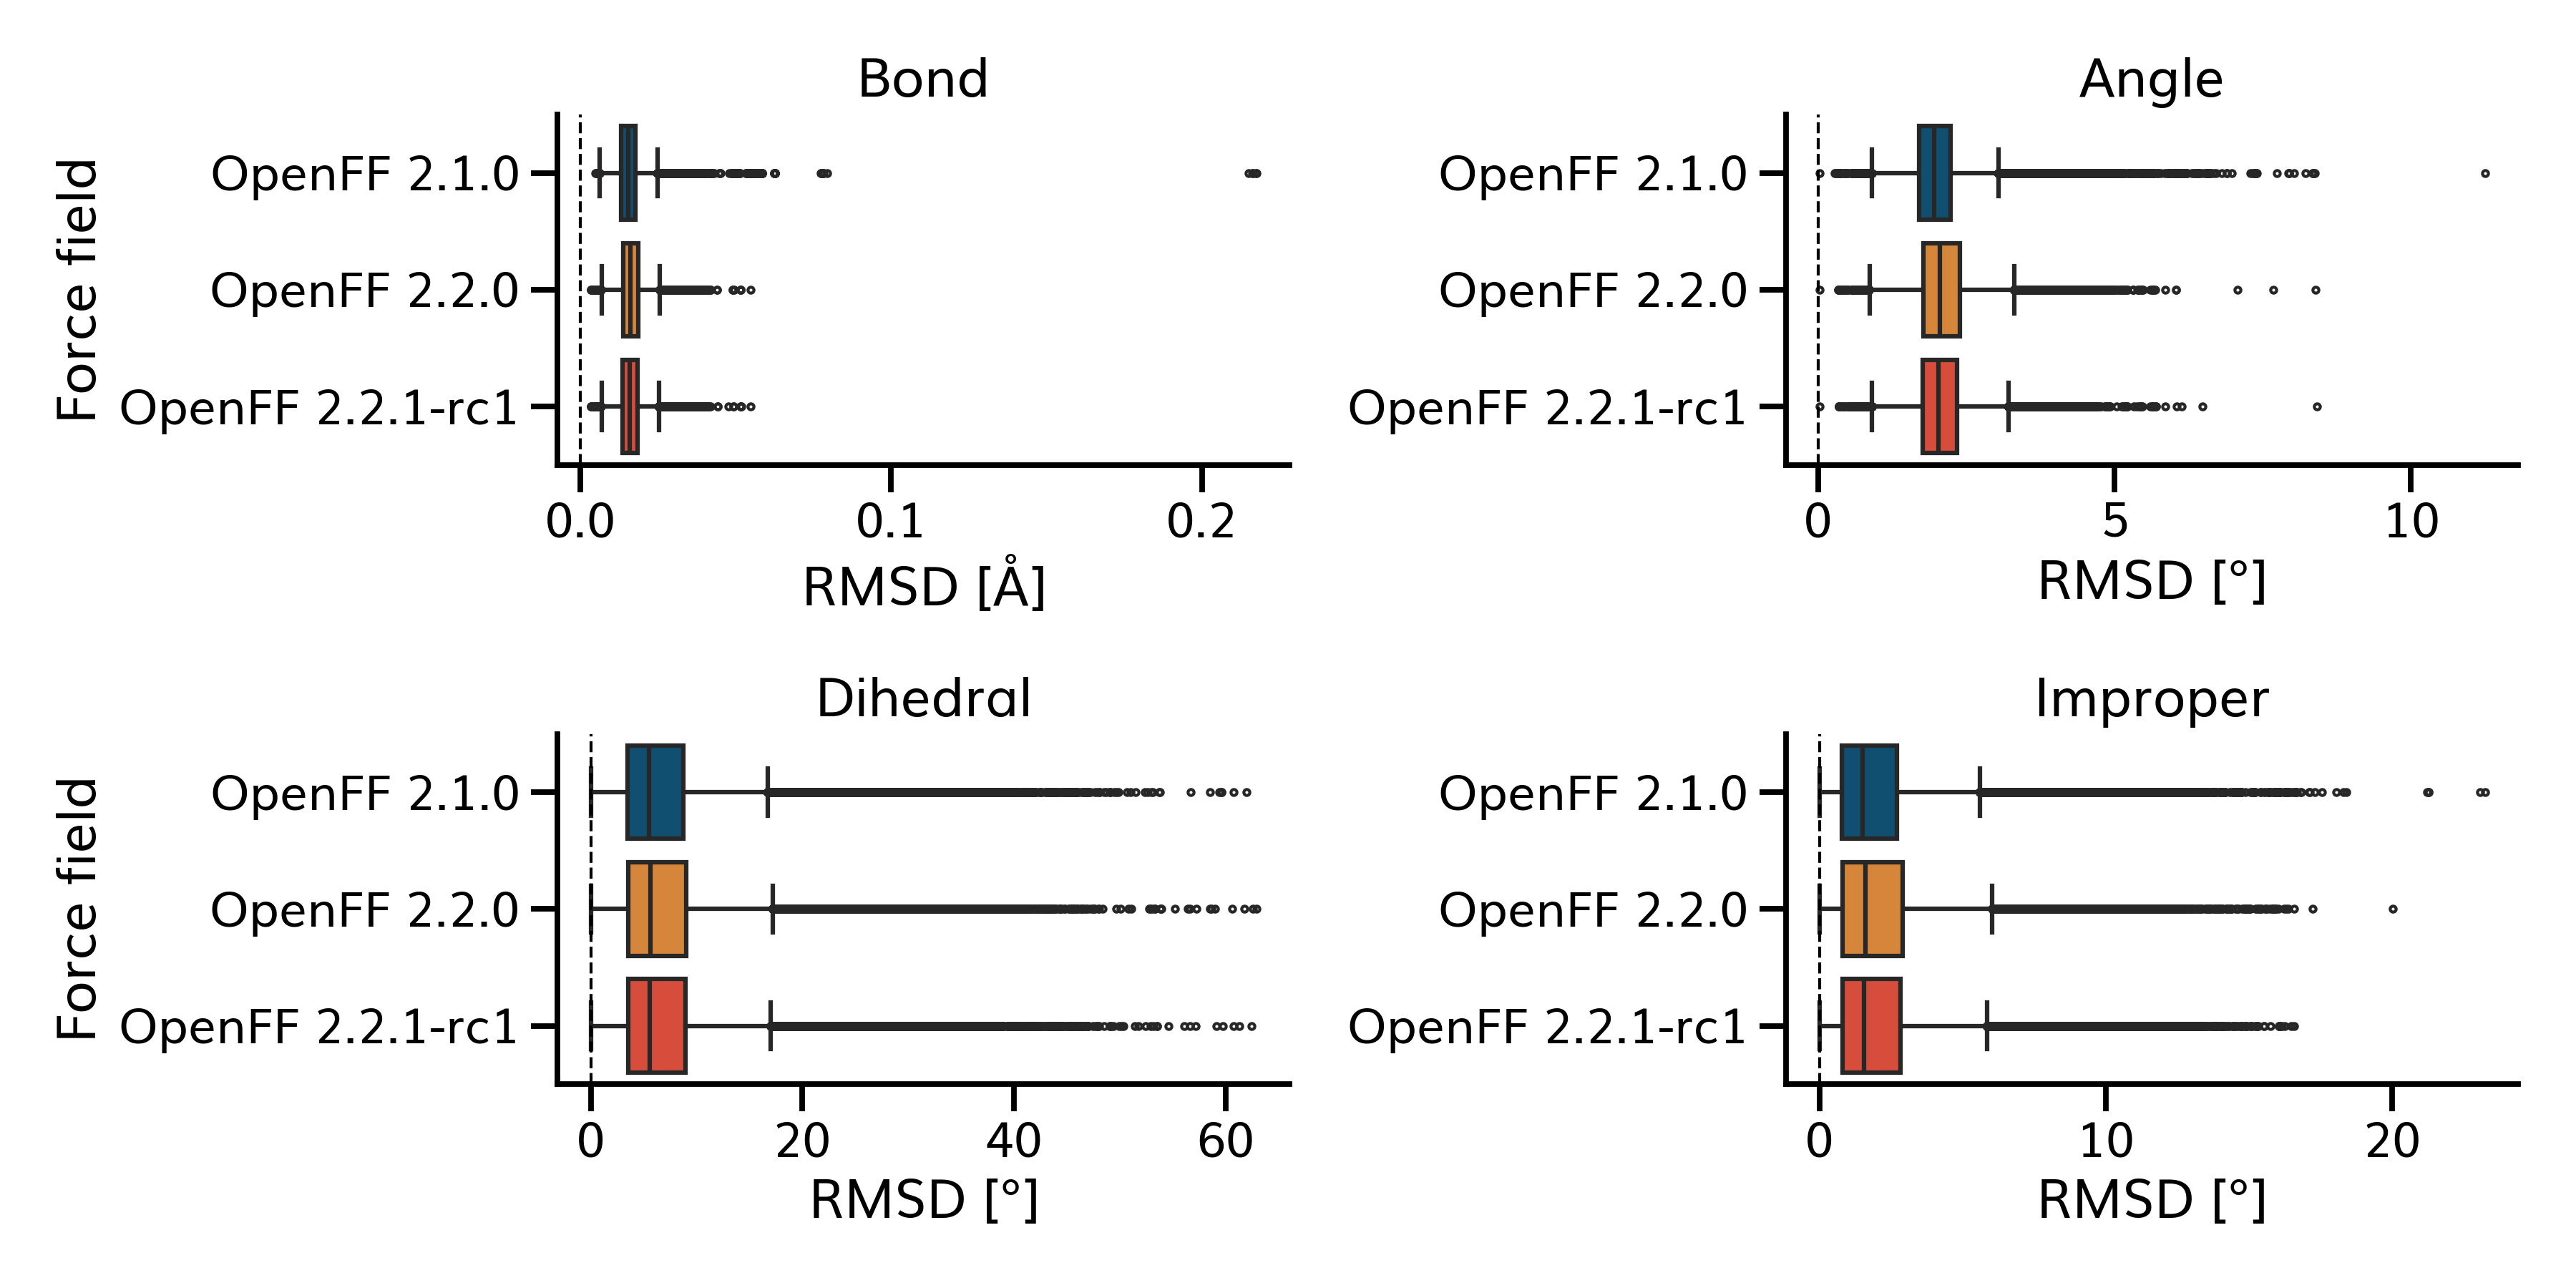 Bond
Force field
OpenFF 2.1.0
OpenFF 2.2.0
OpenFF 2.2.1-rc1
0.0 0.1 0.2
RMSD [Å]
Angle
OpenFF 2.1.0
OpenFF 2.2.0
OpenFF 2.2.1-rc1
0 5 10
RMSD [°]
Dihedral
Force field
OpenFF 2.1.0
OpenFF 2.2.0
OpenFF 2.2.1-rc1
0 20 40 60
RMSD [°]
Improper
OpenFF 2.1.0
OpenFF 2.2.0
OpenFF 2.2.1-rc1
0 10 20
RMSD [°]